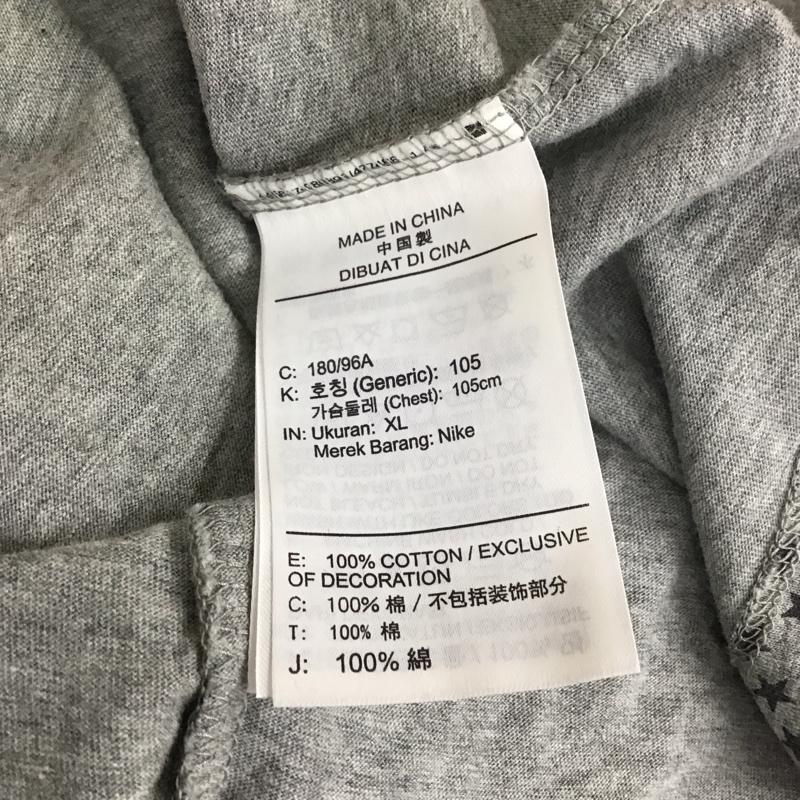 MADE IN CHINA
中国製
DIBUAT DI CINA
C: 180/96A
K: 호칭 (Generic): 105
가슴둘레 (Chest): 105cm
IN: Ukuran: XL
Merek Barang: Nike
E: 100% COTTON / EXCLUSIVE
OF DECORATION
C: 100% 棉 / 不包括装饰部分
T: 100% 棉
J: 100% 綿